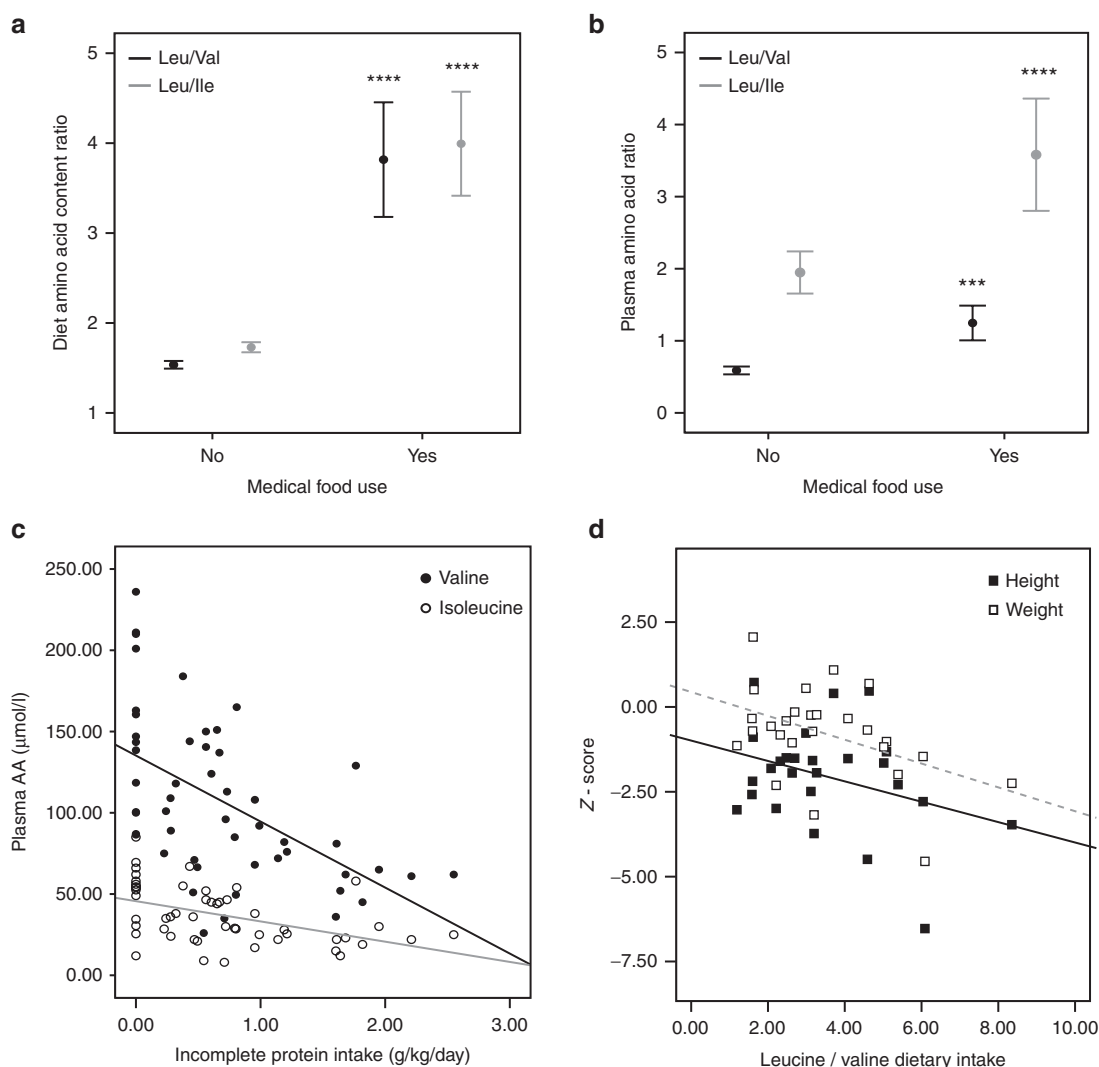 a
Leu/Val
Leu/Ile
****
****
5
4
3
2
1
Diet amino acid content ratio
No
Yes
Medical food use
b
Leu/Val
Leu/Ile
****
***
5
4
3
2
1
0
Plasma amino acid ratio
No
Yes
Medical food use
c
Valine
Isoleucine
250.00
200.00
150.00
100.00
50.00
0.00
Plasma AA (μmol/l)
0.00
1.00
2.00
3.00
Incomplete protein intake (g/kg/day)
d
Height
Weight
2.50
0.00
−2.50
−5.00
−7.50
Z - score
0.00
2.00
4.00
6.00
8.00
10.00
Leucine / valine dietary intake